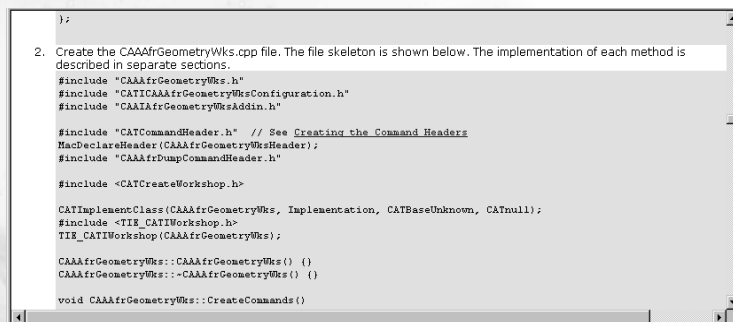 };
2. Create the CAAAfrGeometryWks.cpp file. The file skeleton is shown below. The implementation of each method is
described in separate sections.
#include "CAAAfrGeometryWks.h"
#include "CATICAAAfrGeometryWksConfiguration.h"
#include "CAAIAfrGeometryWksAddin.h"
#include "CATCommandHeader.h"  // See Creating the Command Headers
MacDeclareHeader(CAAAfrGeometryWksHeader);
#include "CAAAfrDumpCommandHeader.h"
#include <CATCreateWorkshop.h>
CATImplementClass(CAAAfrGeometryWks, Implementation, CATBaseUnknown, CATnull);
#include <TIE_CATIWorkshop.h>
TIE_CATIWorkshop(CAAAfrGeometryWks);
CAAAfrGeometryWks::CAAAfrGeometryWks() {}
CAAAfrGeometryWks::~CAAAfrGeometryWks() {}
void CAAAfrGeometryWks::CreateCommands()